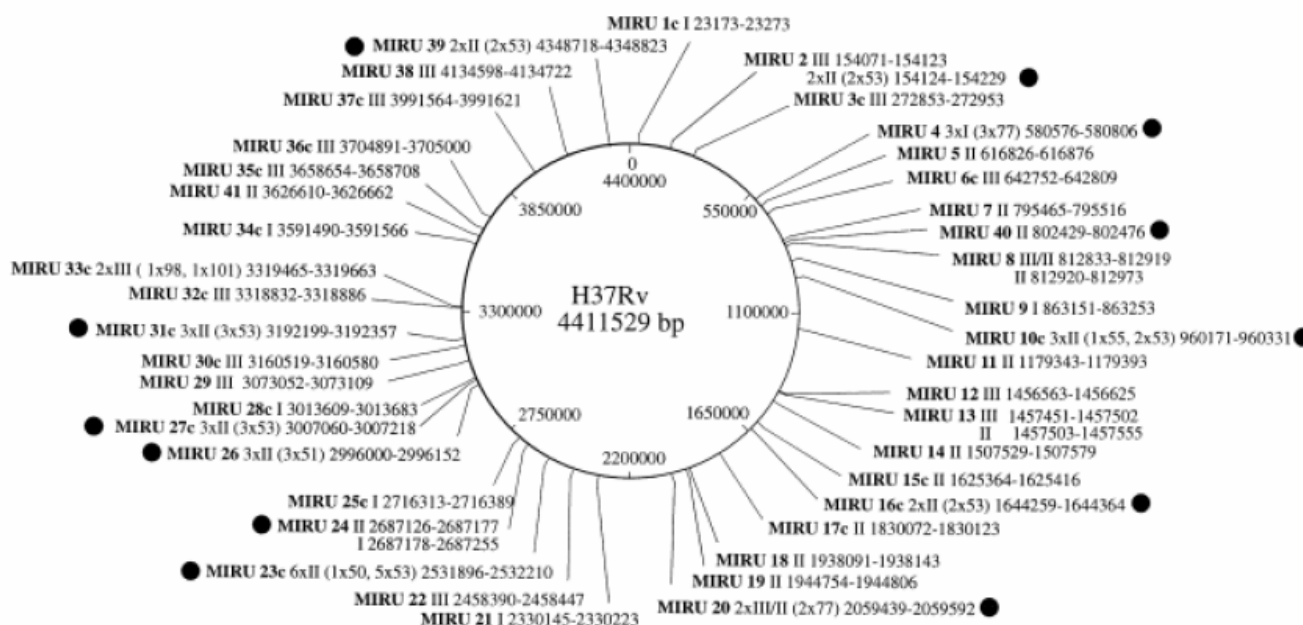 MIRU 1c I 23173-23273
MIRU 39 2xII (2x53) 4348718-4348823
MIRU 2 III 154071-154123
2xII (2x53) 154124-154229
MIRU 38 III 4134598-4134722
MIRU 3c III 272853-272953
MIRU 37c III 3991564-3991621
MIRU 4 3xI (3x77) 580576-580806
MIRU 36c III 3704891-3705000
MIRU 5 II 616826-616876
MIRU 35c III 3658654-3658708
MIRU 6c III 642752-642809
MIRU 41 II 3626610-3626662
MIRU 7 II 795465-795516
MIRU 34c I 3591490-3591566
MIRU 40 II 802429-802476
MIRU 8 III/II 812833-812919
II 812920-812973
MIRU 33c 2xIII ( 1x98, 1x101) 3319465-3319663
MIRU 32c III 3318832-3318886
MIRU 9 I 863151-863253
MIRU 31c 3xII (3x53) 3192199-3192357
MIRU 10c 3xII (1x55, 2x53) 960171-960331
MIRU 30c III 3160519-3160580
MIRU 11 II 1179343-1179393
MIRU 29 III 3073052-3073109
MIRU 12 III 1456563-1456625
MIRU 28c I 3013609-3013683
MIRU 13 III 1457451-1457502
II 1457503-1457555
MIRU 27c 3xII (3x53) 3007060-3007218
MIRU 26 3xII (3x51) 2996000-2996152
MIRU 14 II 1507529-1507579
MIRU 15c II 1625364-1625416
MIRU 25c I 2716313-2716389
MIRU 16c 2xII (2x53) 1644259-1644364
MIRU 24 II 2687126-2687177
I 2687178-2687255
MIRU 17c II 1830072-1830123
MIRU 18 II 1938091-1938143
MIRU 23c 6xII (1x50, 5x53) 2531896-2532210
MIRU 19 II 1944754-1944806
MIRU 22 III 2458390-2458447
MIRU 20 2xIII/II (2x77) 2059439-2059592
MIRU 21 I 2330145-2330223
0
4400000
550000
1100000
1650000
2200000
2750000
3300000
3850000
H37Rv
4411529 bp